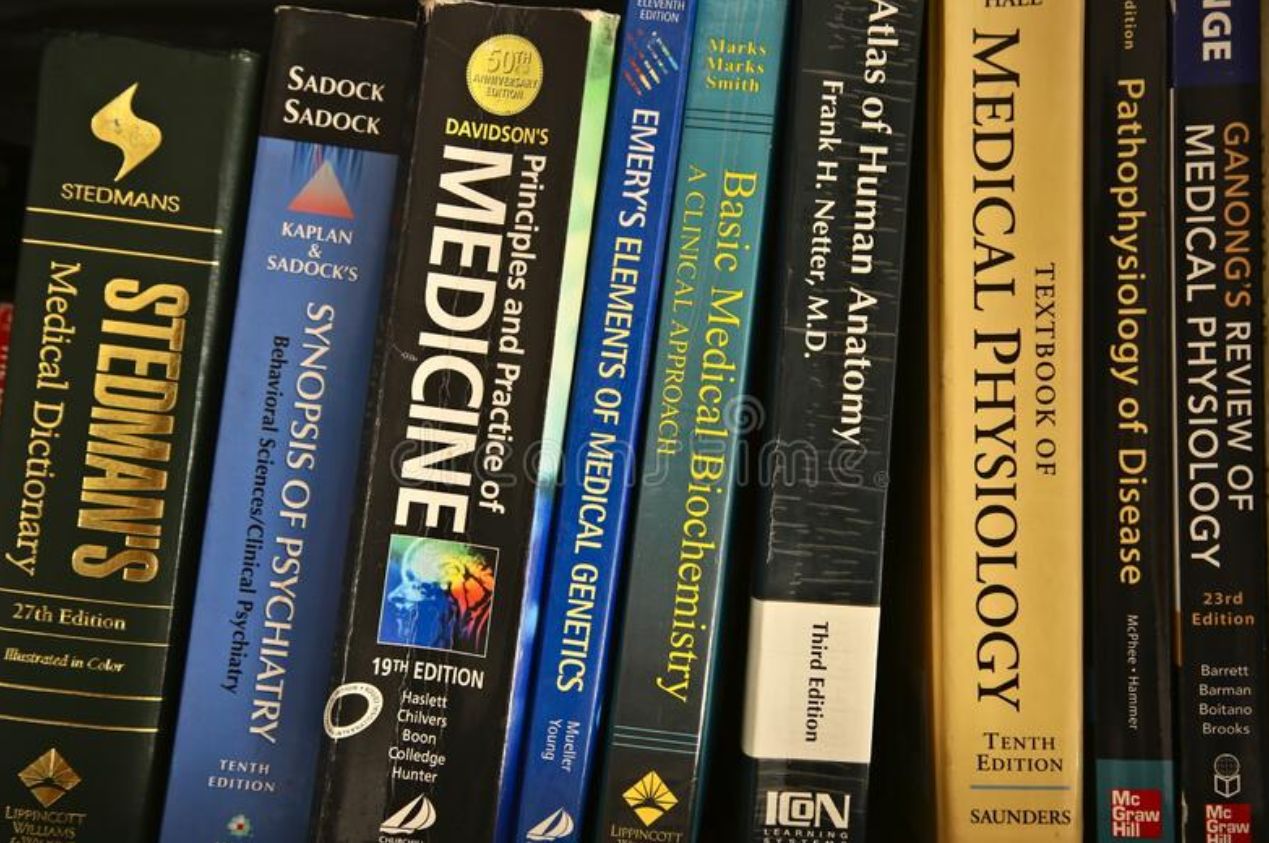 STEDMANS
STEDMAN'S
Medical Dictionary
27th Edition
Illustrated in Color
LIPPINCOTT
WILLIAMS
SADOCK
SADOCK
KAPLAN
&
SADOCK'S
SYNOPSIS OF PSYCHIATRY
Behavioral Sciences/Clinical Psychiatry
TENTH
EDITION
50TH
ANNIVERSARY
EDITION
DAVIDSON'S
Principles and Practice of
MEDICINE
19TH EDITION
Haslett
Chilvers
Boon
Colledge
Hunter
ELEVENTH
EDITION
EMERY'S ELEMENTS OF MEDICAL GENETICS
Mueller
Young
Marks
Marks
Smith
Basic Medical Biochemistry
A CLINICAL APPROACH
LIPPINCOTT
Atlas of Human Anatomy
Frank H. Netter, M.D.
Third Edition
ICON
LEARNING
SYSTEMS
HALL
TEXTBOOK OF
MEDICAL PHYSIOLOGY
TENTH
EDITION
SAUNDERS
dition
Pathophysiology of Disease
McPhee • Hammer
Mc
Graw
Hill
NGE
GANONG'S REVIEW OF
MEDICAL PHYSIOLOGY
23rd
Edition
Barrett
Barman
Boitano
Brooks
Mc
Graw
Hill
dreamstime